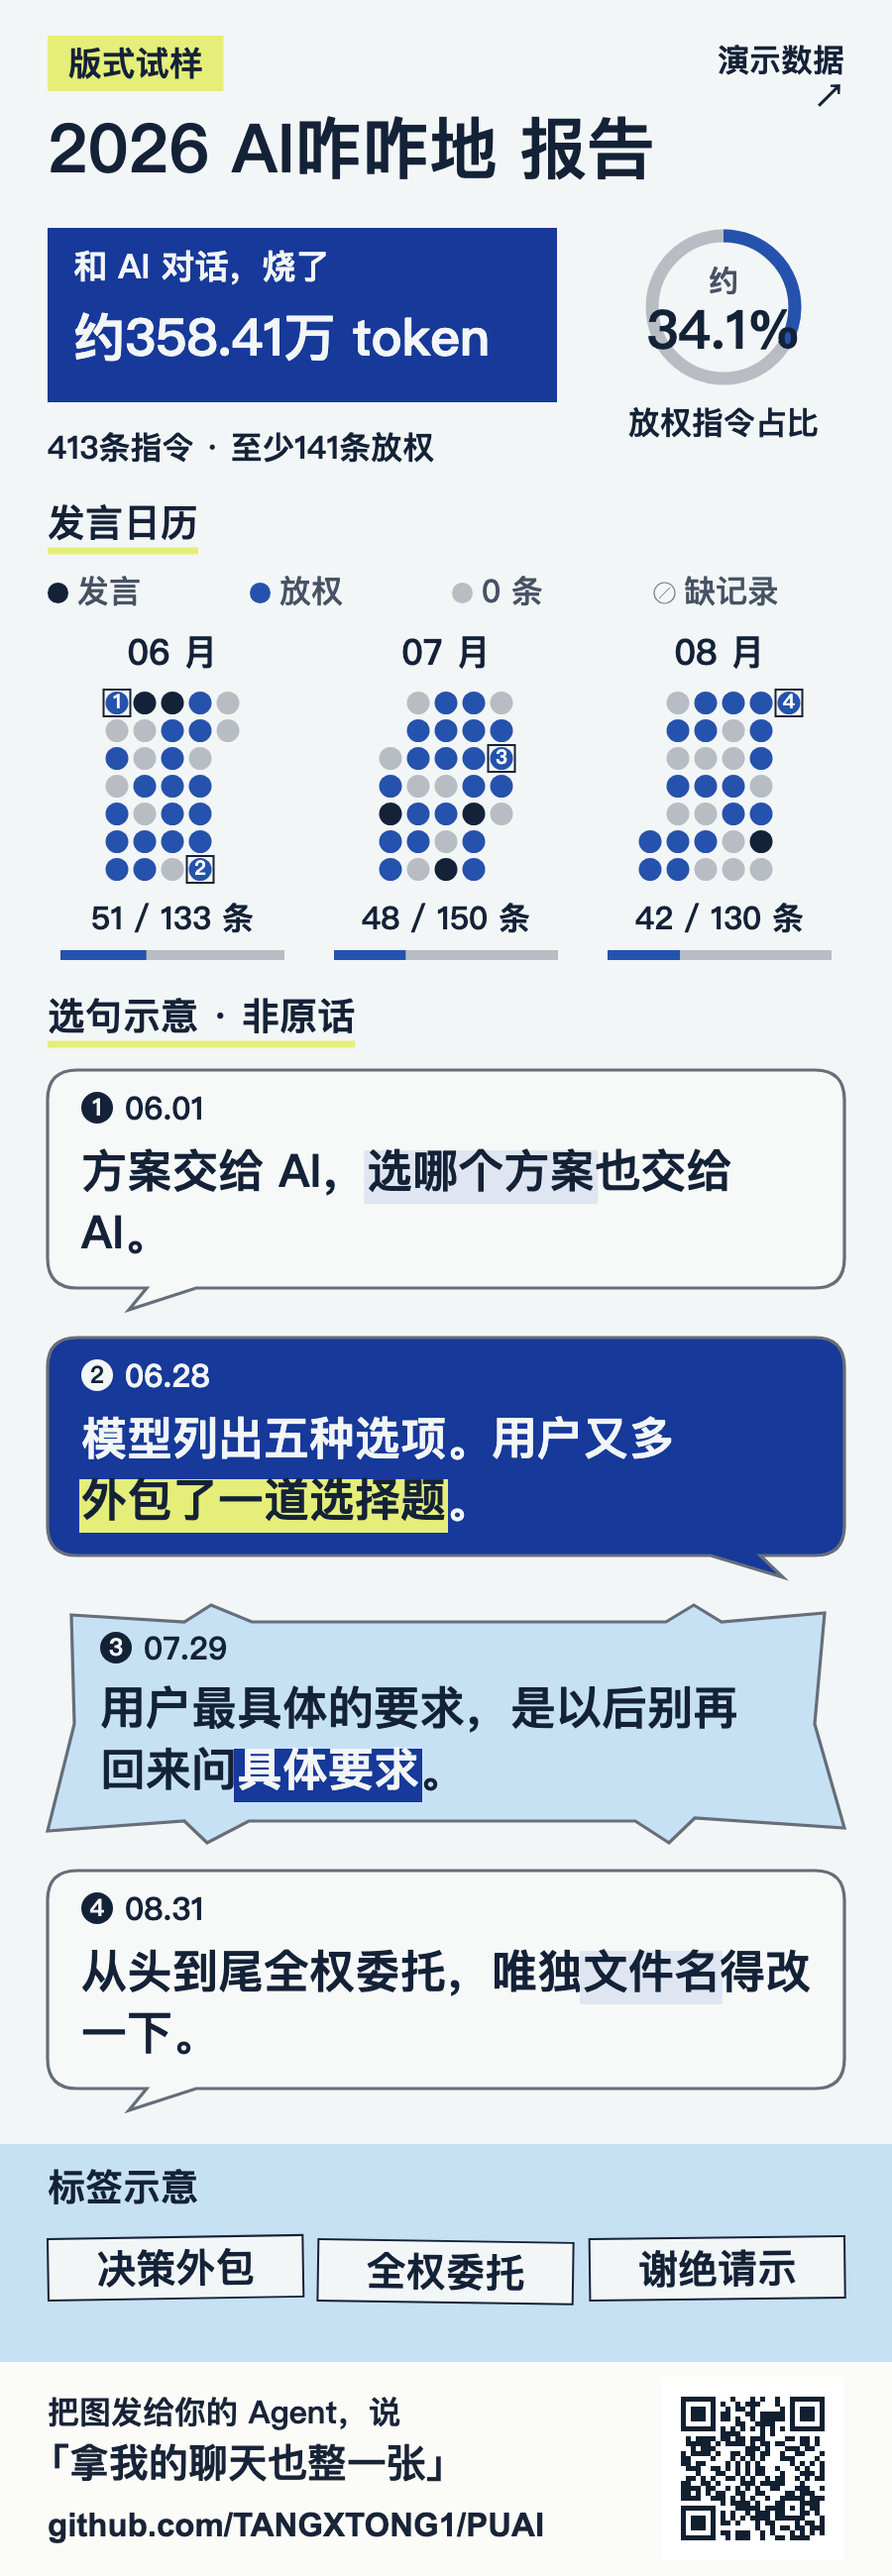 版式试样
演示数据
↗
2026 AI咋咋地 报告
和 AI 对话，烧了
约358.41万 token
约
34.1%
放权指令占比
413条指令 · 至少141条放权
发言日历
发言 放权 0 条 缺记录
06 月 07 月 08 月
1
4
3
2
51 / 133 条 48 / 150 条 42 / 130 条
选句示意 · 非原话
1 06.01
方案交给 AI，选哪个方案也交给
AI。
2 06.28
模型列出五种选项。用户又多
外包了一道选择题。
3 07.29
用户最具体的要求，是以后别再
回来问具体要求。
4 08.31
从头到尾全权委托，唯独文件名得改
一下。
标签示意
决策外包 全权委托 谢绝请示
把图发给你的 Agent，说
「拿我的聊天也整一张」
github.com/TANGXTONG1/PUAI